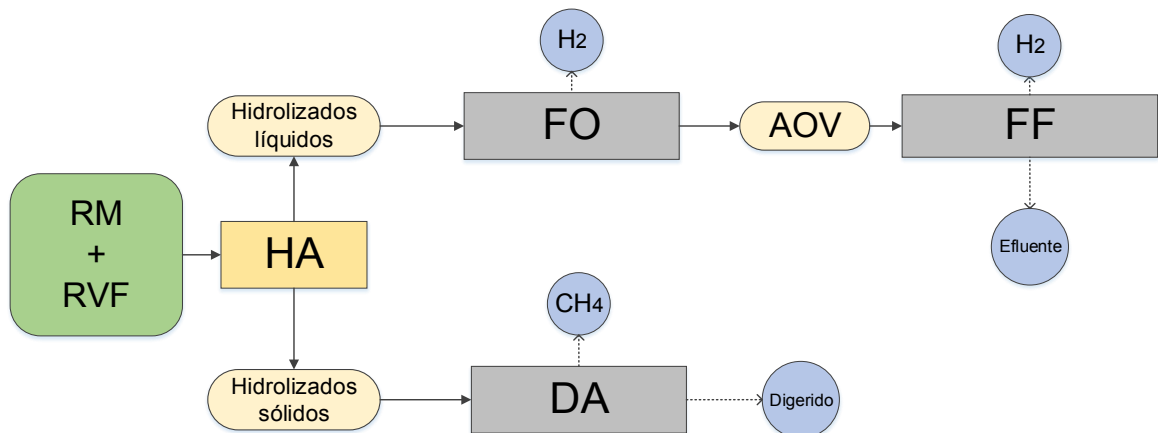 H2
H2
Hidrolizados
líquidos
FO
AOV
FF
RM
+
RVF
HA
Efluente
CH4
Hidrolizados
sólidos
DA
Digerido